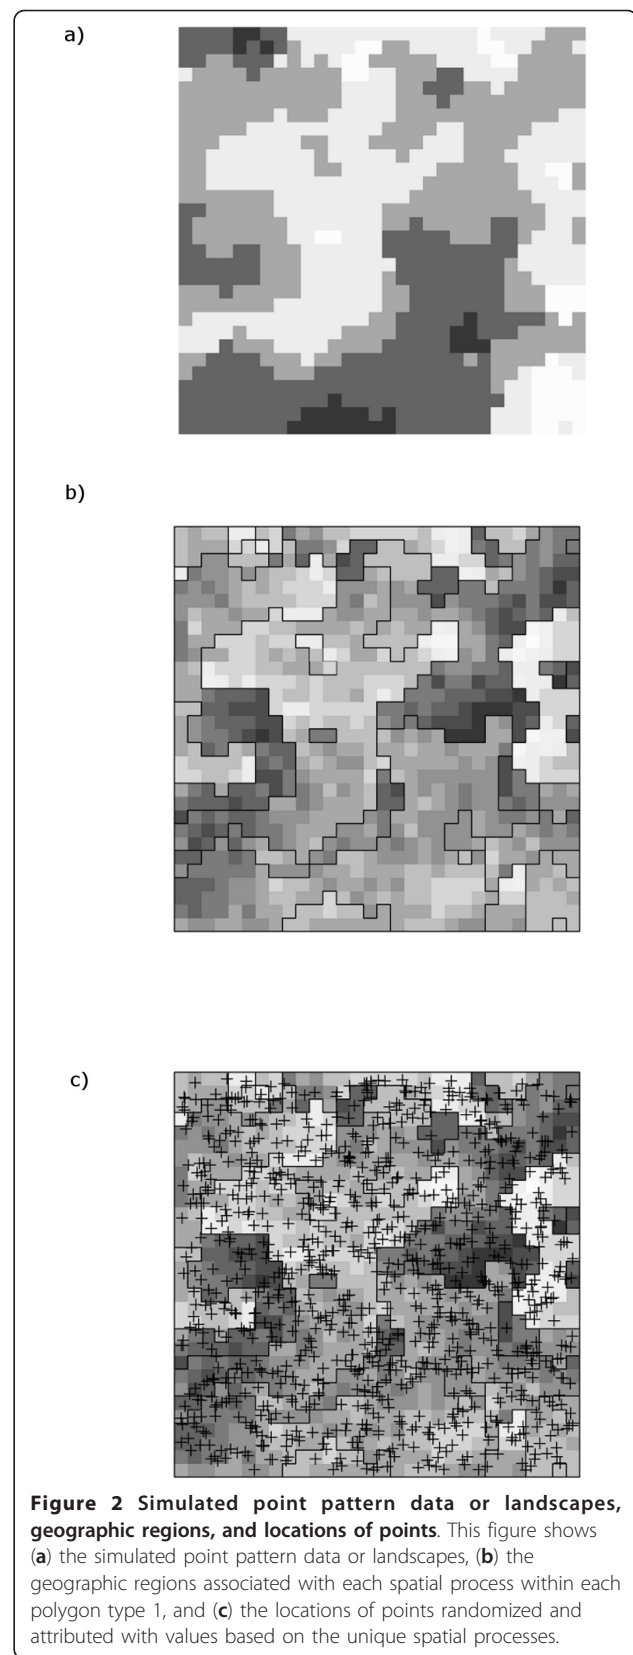 a)
b)
c)
Figure 2 Simulated point pattern data or landscapes,
geographic regions, and locations of points. This figure shows
(a) the simulated point pattern data or landscapes, (b) the
geographic regions associated with each spatial process within each
polygon type 1, and (c) the locations of points randomized and
attributed with values based on the unique spatial processes.